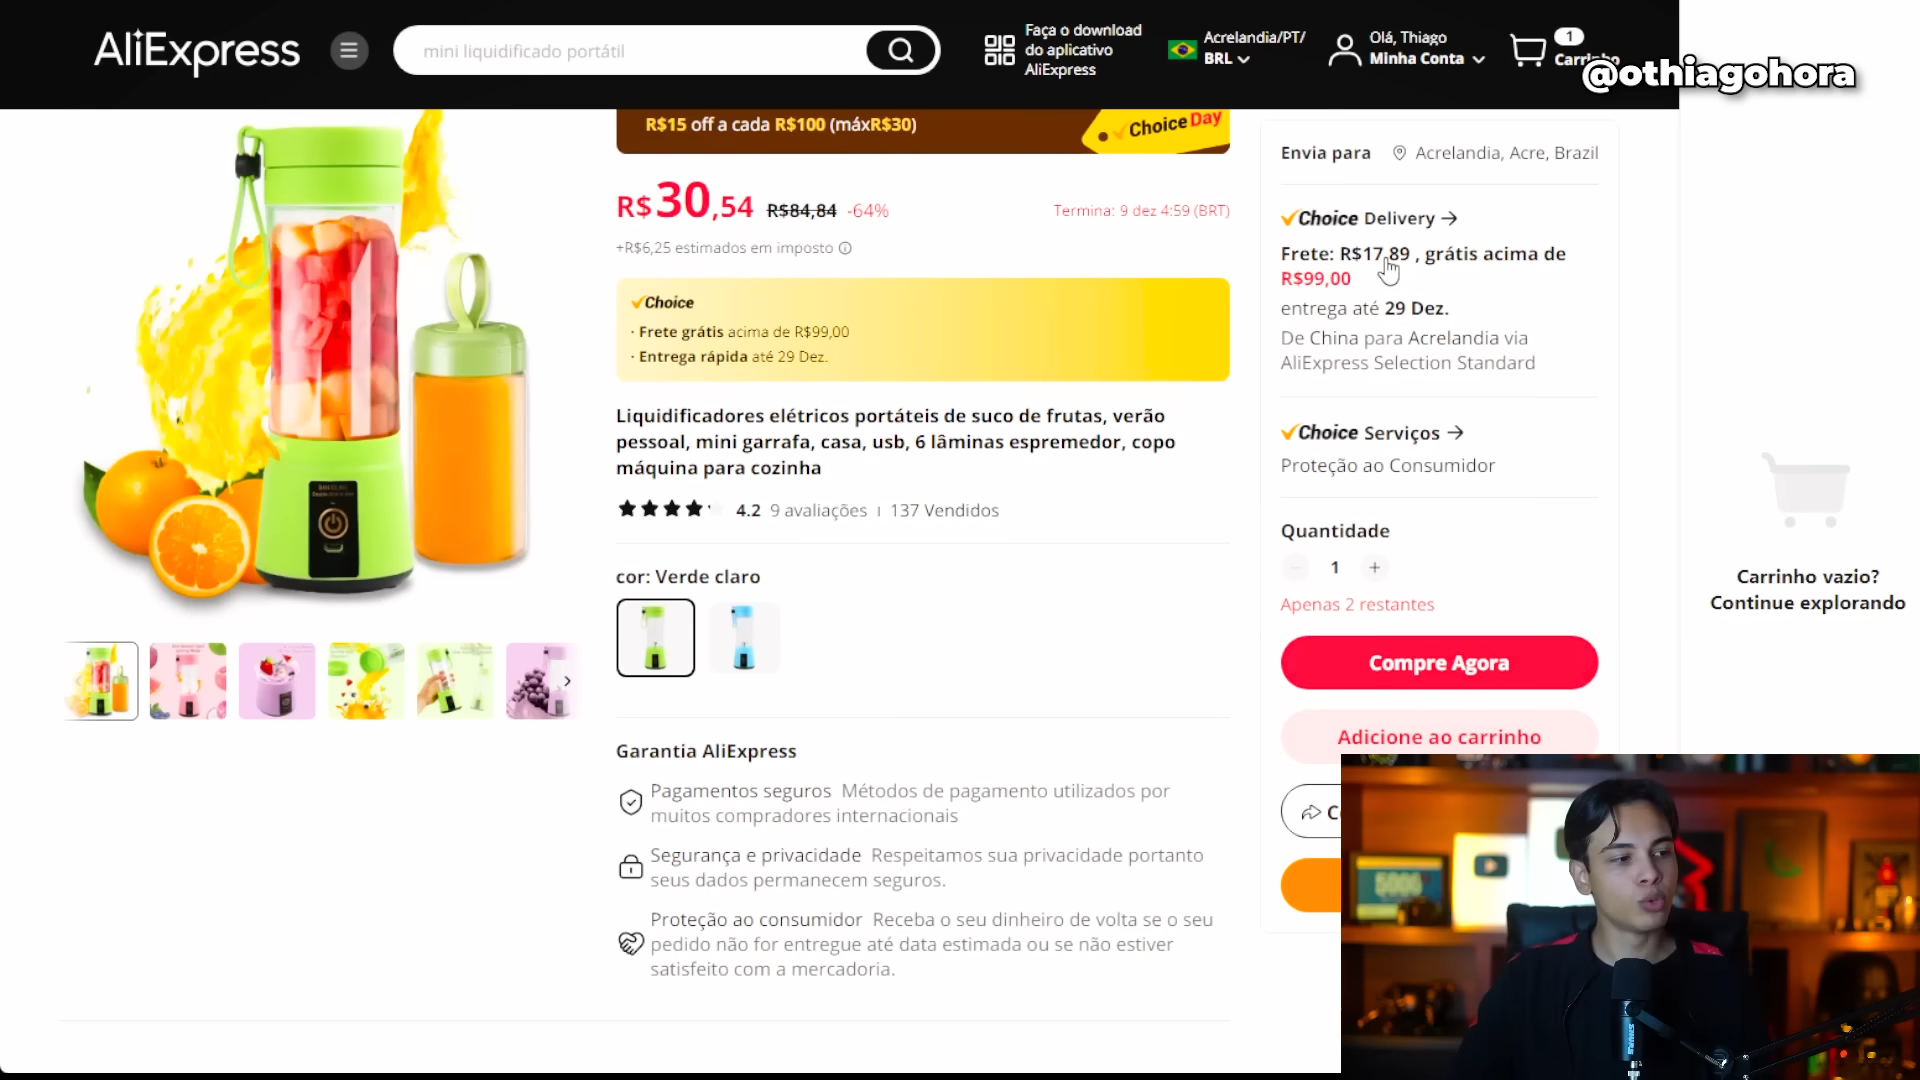 AliExpress
mini liquidificado portátil
Faça o download
do aplicativo
AliExpress
Acrelandia/PT/
BRL
Olá, Thiago
Minha Conta
1
@othiagohora
R$15 off a cada R$100 (máxR$30)
Choice Day
R$30,54 R$84,84 -64%
Termina: 9 dez 4:59 (BRT)
+R$6,25 estimados em imposto
Choice
· Frete grátis acima de R$99,00
· Entrega rápida até 29 Dez.
Liquidificadores elétricos portáteis de suco de frutas, verão
pessoal, mini garrafa, casa, usb, 6 lâminas espremedor, copo
máquina para cozinha
4.2 9 avaliações | 137 Vendidos
cor: Verde claro
Garantia AliExpress
Pagamentos seguros Métodos de pagamento utilizados por
muitos compradores internacionais
Segurança e privacidade Respeitamos sua privacidade portanto
seus dados permanecem seguros.
Proteção ao consumidor Receba o seu dinheiro de volta se o seu
pedido não for entregue até data estimada ou se não estiver
satisfeito com a mercadoria.
Envia para Acrelandia, Acre, Brazil
Choice Delivery
Frete: R$17,89 , grátis acima de
R$99,00
entrega até 29 Dez.
De China para Acrelandia via
AliExpress Selection Standard
Choice Serviços
Proteção ao Consumidor
Quantidade
1
Apenas 2 restantes
Compre Agora
Adicione ao carrinho
Carrinho vazio?
Continue explorando
5000
SHURE